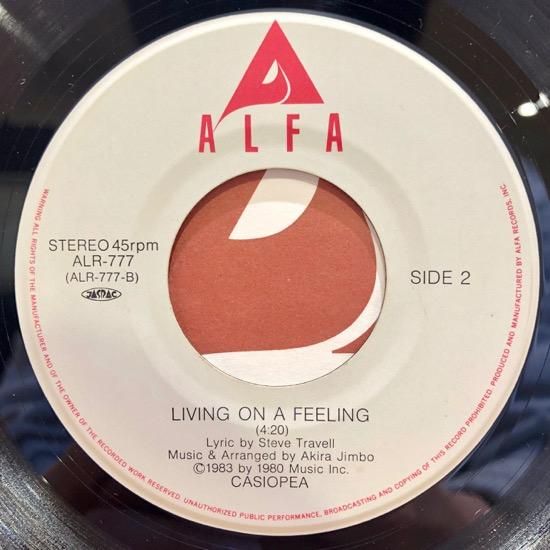 ALFA
STEREO 45rpm
ALR-777
(ALR-777-B)
JASRAC
SIDE 2
LIVING ON A FEELING
(4:20)
Lyric by Steve Travell
Music & Arranged by Akira Jimbo
©1983 by 1980 Music Inc.
CASIOPEA
WARNING ALL RIGHTS OF THE MANUFACTURER AND OF THE OWNER OF THE RECORDED WORK RESERVED. UNAUTHORIZED PUBLIC PERFORMANCE, BROADCASTING AND COPYING OF THIS RECORD PROHIBITED. PRODUCED AND MANUFACTURED BY ALFA RECORDS, INC.